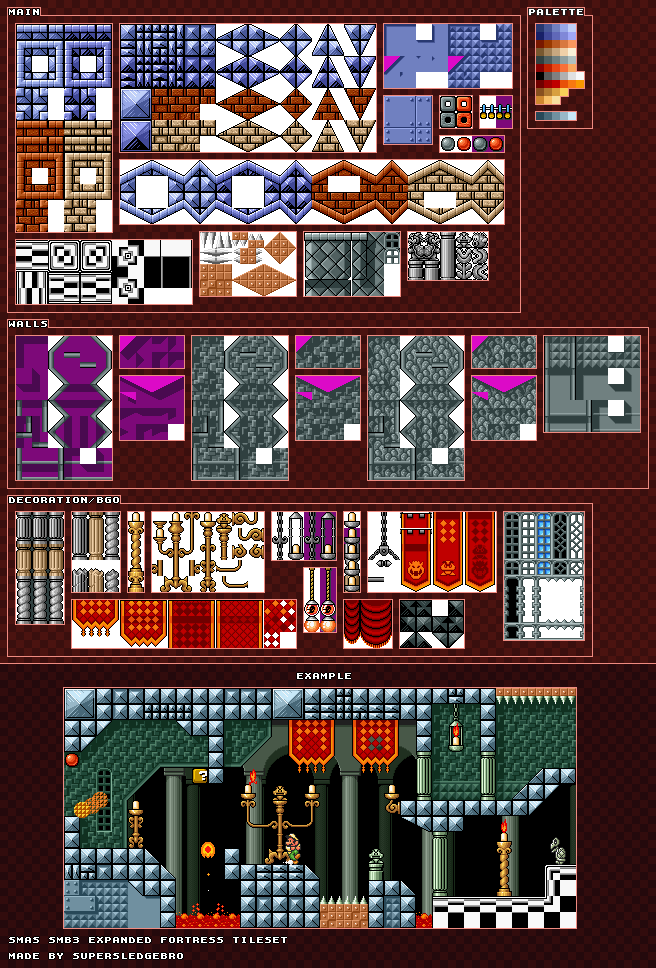 MAIN
PALETTE
WALLS
DECORATION/BGO
EXAMPLE
?
SMAS SMB3 EXPANDED FORTRESS TILESET
MADE BY SUPERSLEDGEBRO